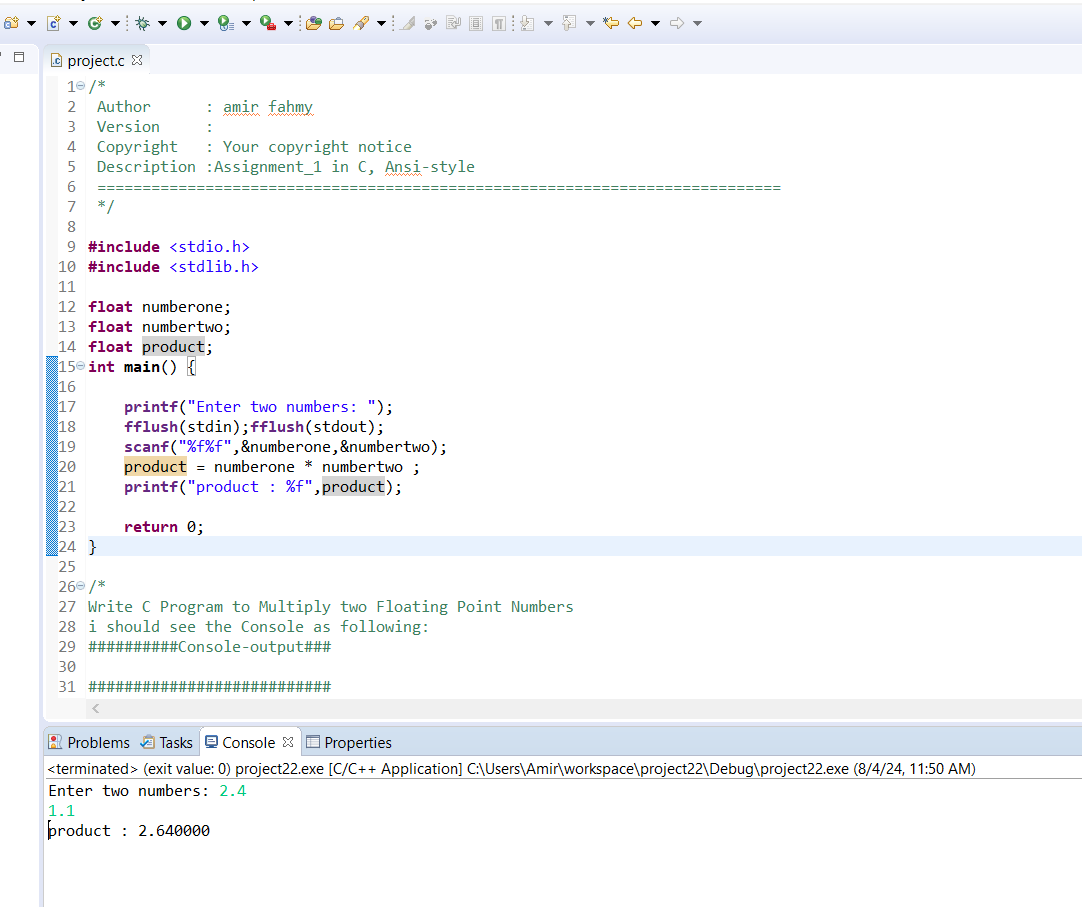 project.c
1 /*
2 Author      : amir fahmy
3 Version     :
4 Copyright   : Your copyright notice
5 Description :Assignment_1 in C, Ansi-style
6 ============================================================================
7 */
8
9 #include <stdio.h>
10 #include <stdlib.h>
11
12 float numberone;
13 float numbertwo;
14 float product;
15 int main() {
16
17     printf("Enter two numbers: ");
18     fflush(stdin);fflush(stdout);
19     scanf("%f%f",&numberone,&numbertwo);
20     product = numberone * numbertwo ;
21     printf("product : %f",product);
22
23     return 0;
24 }
25
26 /*
27 Write C Program to Multiply two Floating Point Numbers
28 i should see the Console as following:
29 ##########Console-output###
30
31 ###########################
Problems Tasks Console Properties
<terminated> (exit value: 0) project22.exe [C/C++ Application] C:\Users\Amir\workspace\project22\Debug\project22.exe (8/4/24, 11:50 AM)
Enter two numbers: 2.4
1.1
product : 2.640000